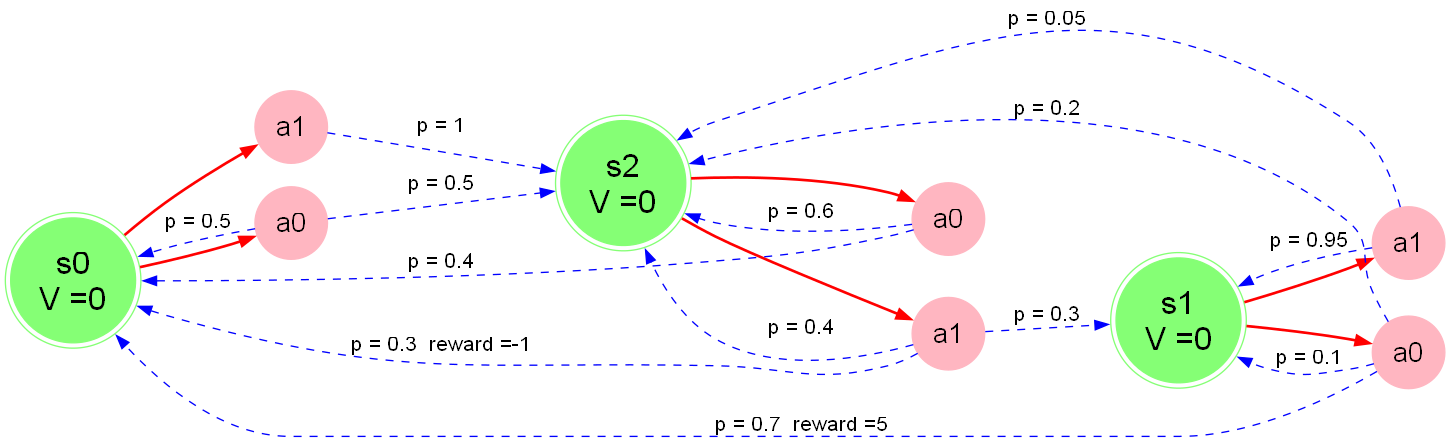 p = 0.05
p = 0.2
a1
p = 1
s2
V =0
p = 0.5
a0
p = 0.5
p = 0.6
a0
a1
p = 0.95
s0
V =0
p = 0.4
p = 0.3
a1
s1
V =0
p = 0.4
p = 0.3  reward =-1
p = 0.1
a0
p = 0.7  reward =5